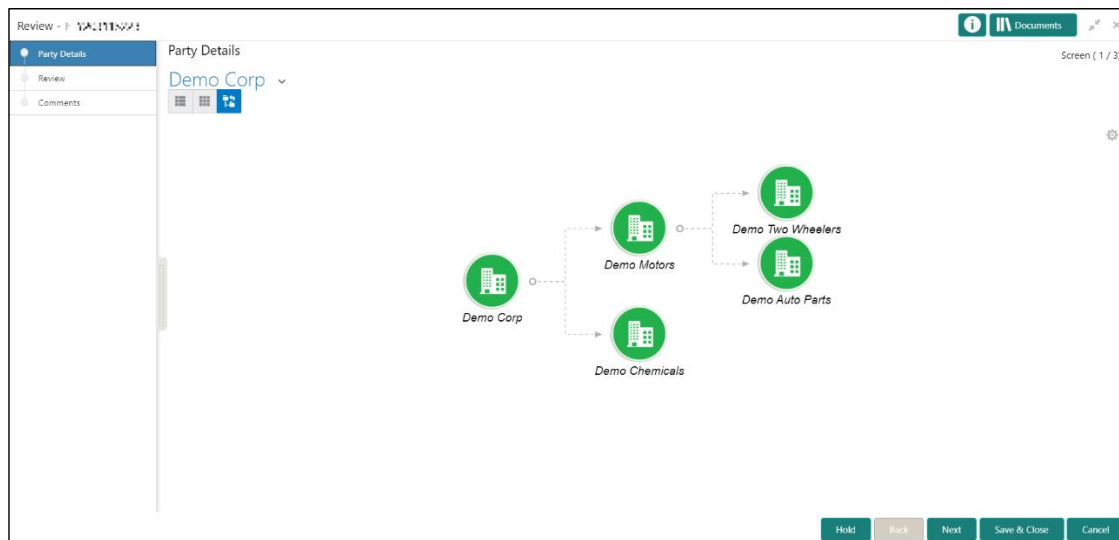 Review -
Documents
Party Details
Review
Comments
Party Details
Screen ( 1 / 3)
Demo Corp
Demo Two Wheelers
Demo Motors
Demo Auto Parts
Demo Corp
Demo Chemicals
Hold
Back
Next
Save & Close
Cancel